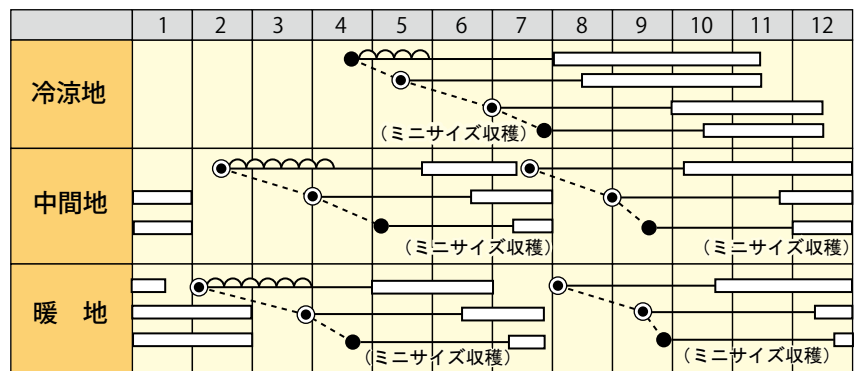 1 2 3 4 5 6 7 8 9 10 11 12
冷涼地
(ミニサイズ収穫)
中間地
(ミニサイズ収穫) (ミニサイズ収穫)
暖 地
(ミニサイズ収穫) (ミニサイズ収穫)